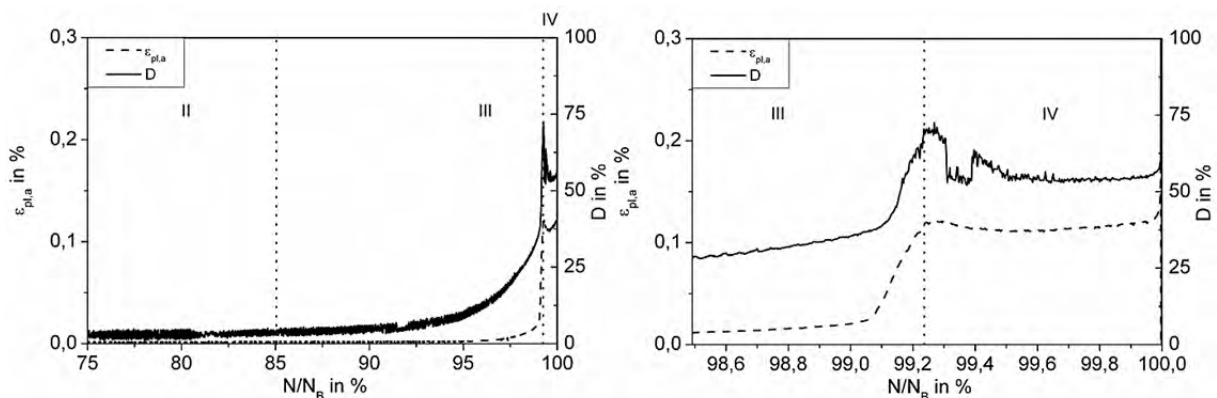 IV
0,3
100
ε_pl,a
D
II
III
75
0,2
ε_pl,a in %
50
D in %
0,1
25
0,0
0
75
80
85
90
95
100
N/N_B in %
0,3
100
ε_pl,a
D
III
IV
75
0,2
ε_pl,a in %
50
D in %
0,1
25
0,0
0
98,6
98,8
99,0
99,2
99,4
99,6
99,8
100,0
N/N_B in %